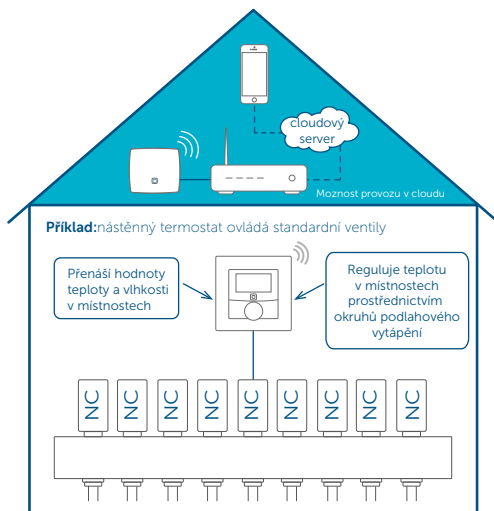 cloudový
server
Moznost provozu v cloudu
Příklad:nástěnný termostat ovládá standardní ventily
Přenáší hodnoty
teploty a vlhkosti
v místnostech
Reguluje teplotu
v místnostech
prostřednictvím
okruhů podlahového
vytápění
NC NC NC NC NC NC NC NC NC